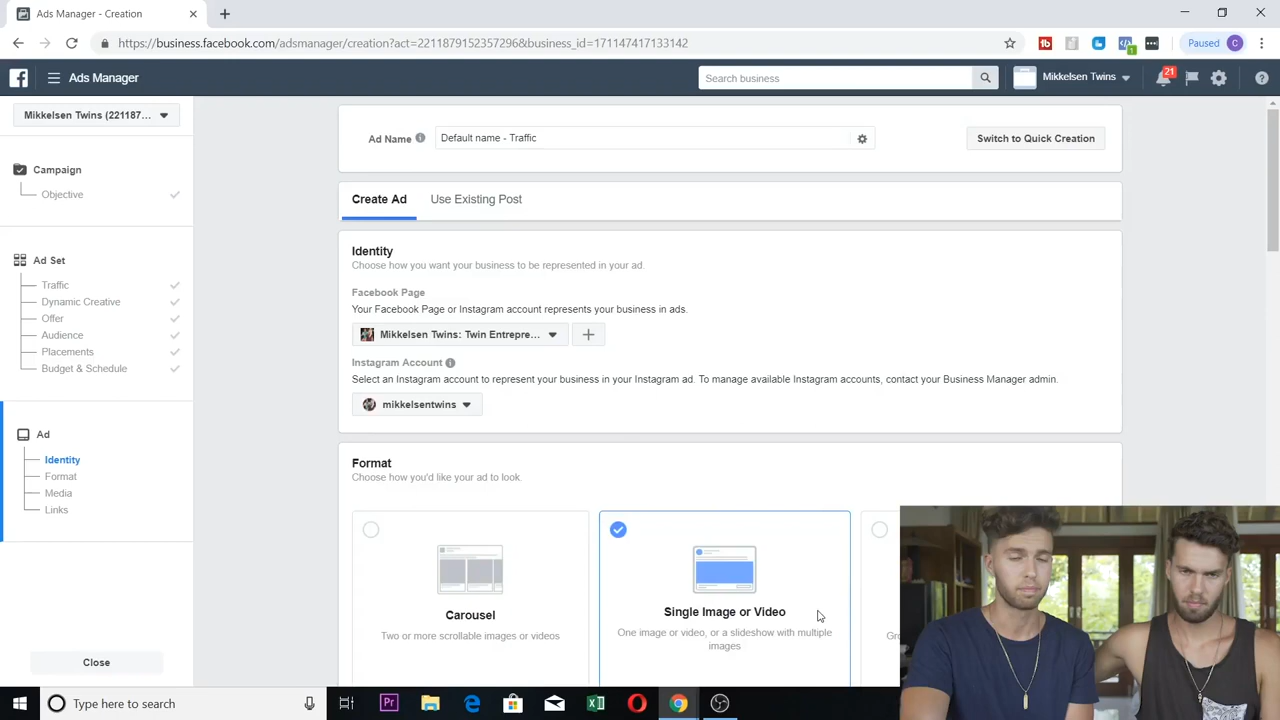 Ads Manager - Creation
https://business.facebook.com/adsmanager/creation?act=2211879152357296&business_id=171147417133142
Paused
C
1
Ads Manager
Search business
Mikkelsen Twins
21
Mikkelsen Twins (221187...
Campaign
Objective
Ad Set
Traffic
Dynamic Creative
Offer
Audience
Placements
Budget & Schedule
Ad
Identity
Format
Media
Links
Close
Ad Name
Default name - Traffic
Switch to Quick Creation
Create Ad
Use Existing Post
Identity
Choose how you want your business to be represented in your ad.
Facebook Page
Your Facebook Page or Instagram account represents your business in ads.
Mikkelsen Twins: Twin Entrepre...
Instagram Account
Select an Instagram account to represent your business in your Instagram ad. To manage available Instagram accounts, contact your Business Manager admin.
mikkelsentwins
Format
Choose how you'd like your ad to look.
Carousel
Two or more scrollable images or videos
Single Image or Video
One image or video, or a slideshow with multiple
images
Type here to search
Pr